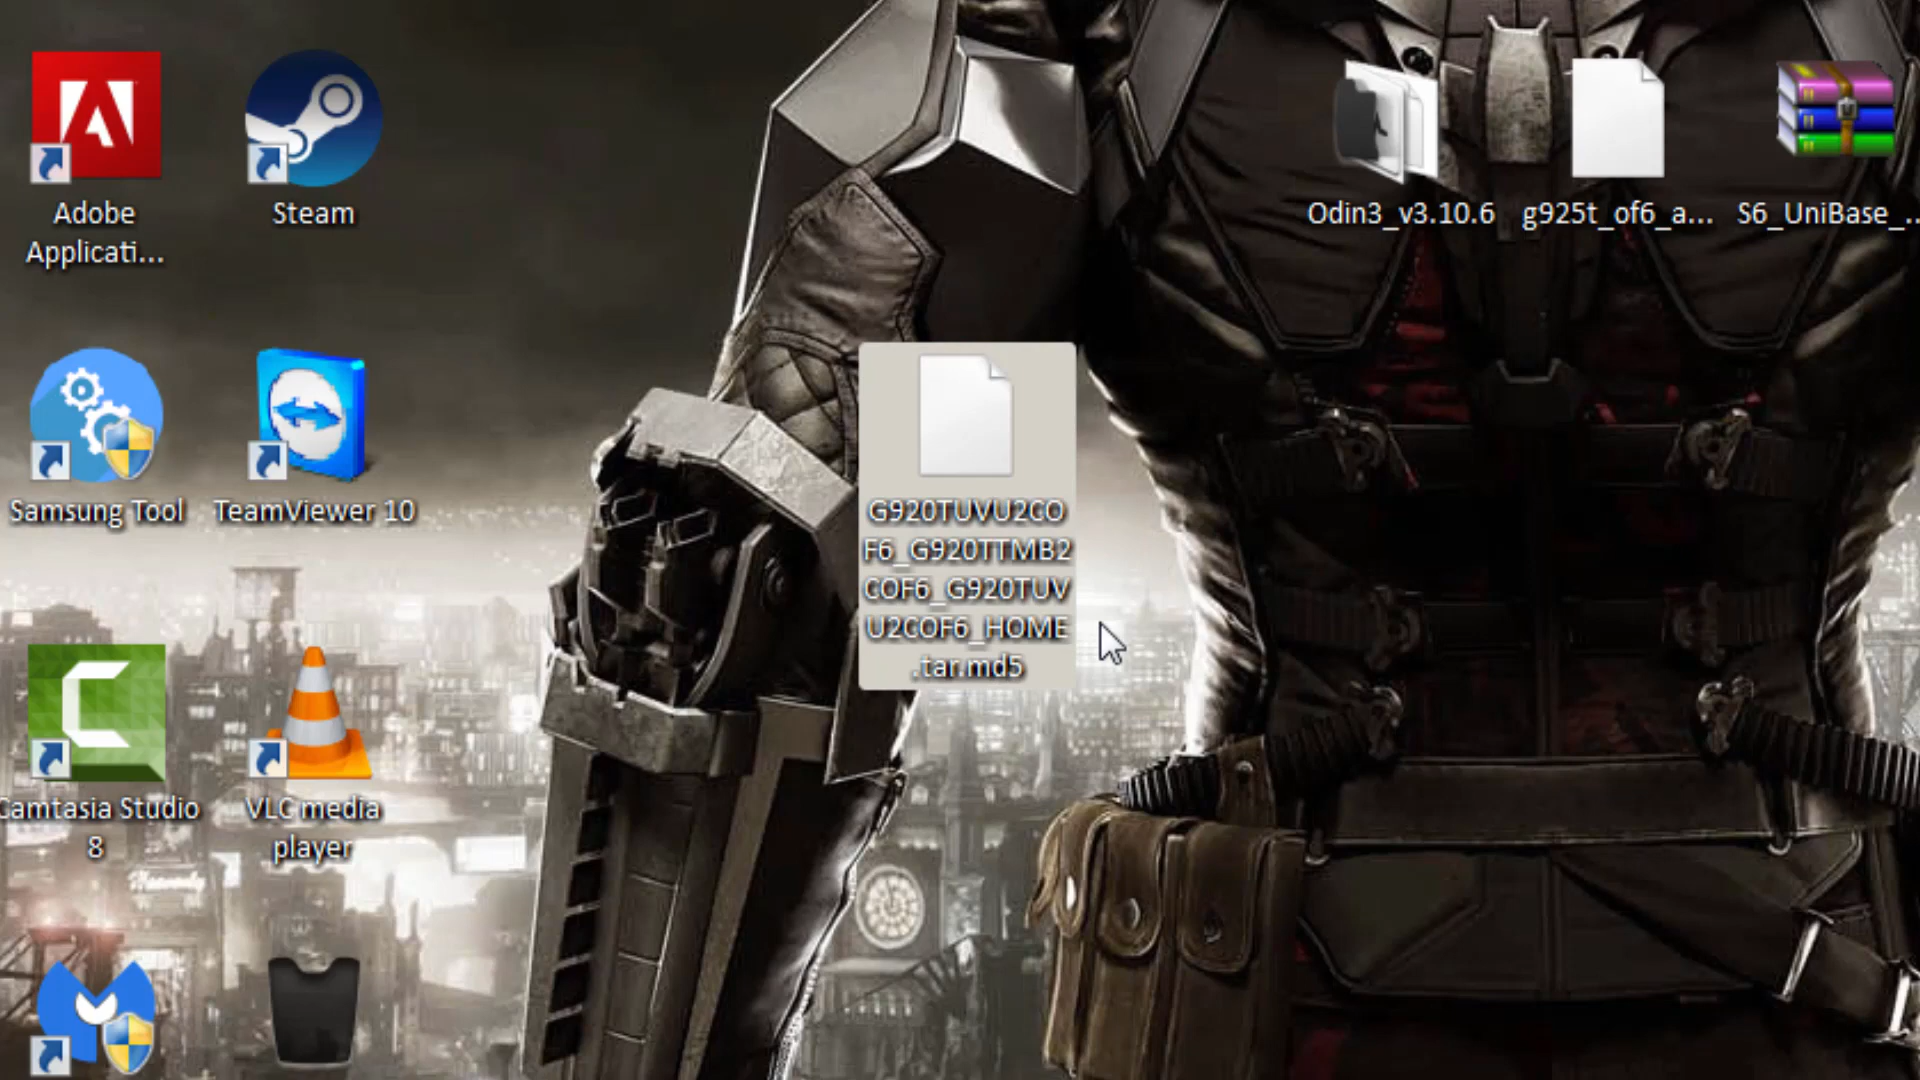 Adobe
Applicati...
Steam
Odin3_v3.10.6
g925t_of6_a...
S6_UniBase_...
Samsung Tool
TeamViewer 10
G920TUVU2CO
F6_G920TTMB2
COF6_G920TUV
U2COF6_HOME
.tar.md5
Camtasia Studio
8
VLC media
player
Heavenly